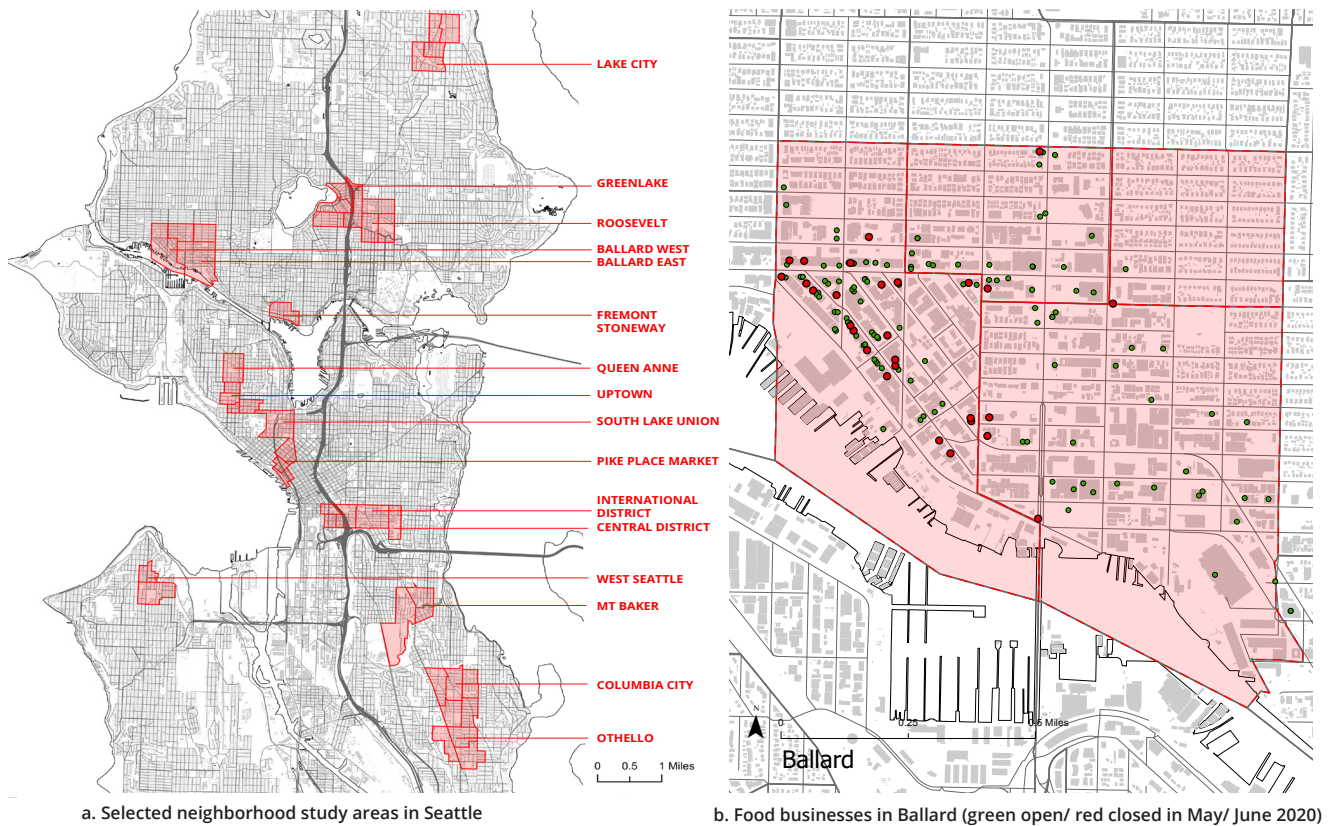 LAKE CITY
GREENLAKE
ROOSEVELT
BALLARD WEST
BALLARD EAST
FREMONT
STONEWAY
QUEEN ANNE
UPTOWN
SOUTH LAKE UNION
PIKE PLACE MARKET
INTERNATIONAL
DISTRICT
CENTRAL DISTRICT
WEST SEATTLE
MT BAKER
COLUMBIA CITY
OTHELLO
0 0.5 1 Miles
a. Selected neighborhood study areas in Seattle
N
0 0.25 0.5 Miles
Ballard
b. Food businesses in Ballard (green open/ red closed in May/ June 2020)